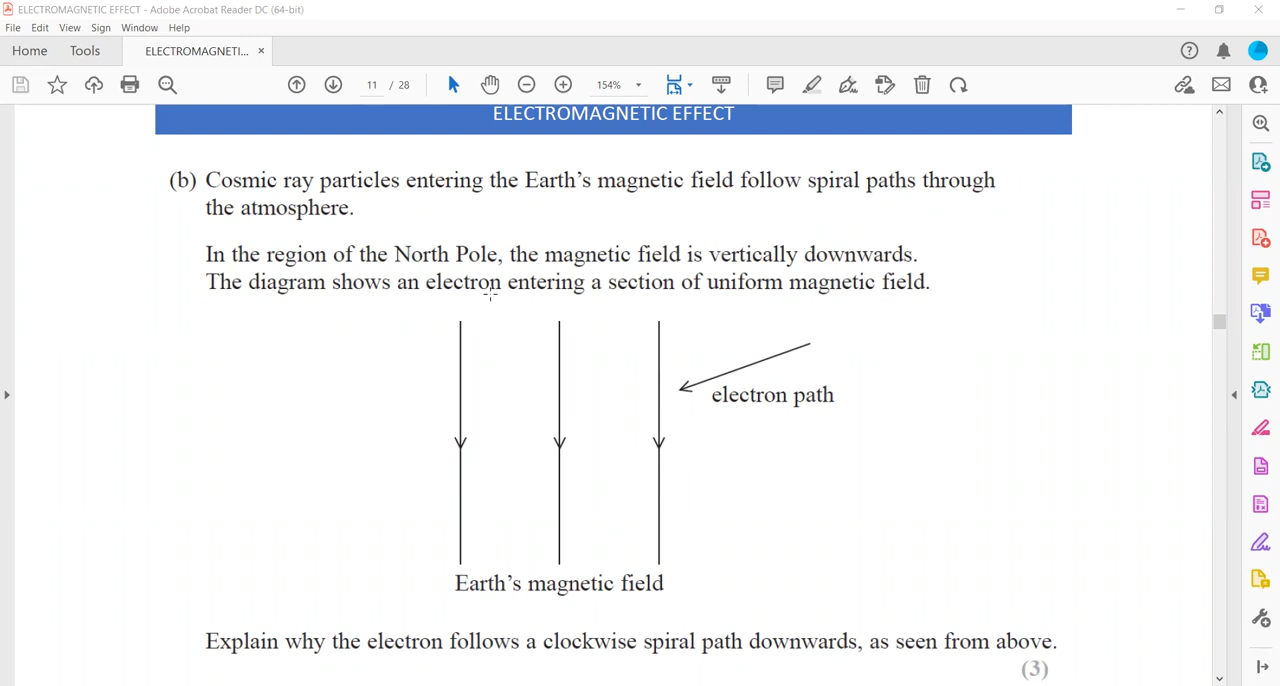 ELECTROMAGNETIC EFFECT - Adobe Acrobat Reader DC (64-bit)
File Edit View Sign Window Help
Home Tools ELECTROMAGNETI... ×
11 / 28 154%
ELECTROMAGNETIC EFFECT
(b) Cosmic ray particles entering the Earth's magnetic field follow spiral paths through
the atmosphere.
In the region of the North Pole, the magnetic field is vertically downwards.
The diagram shows an electron entering a section of uniform magnetic field.
electron path
Earth's magnetic field
Explain why the electron follows a clockwise spiral path downwards, as seen from above.
(3)